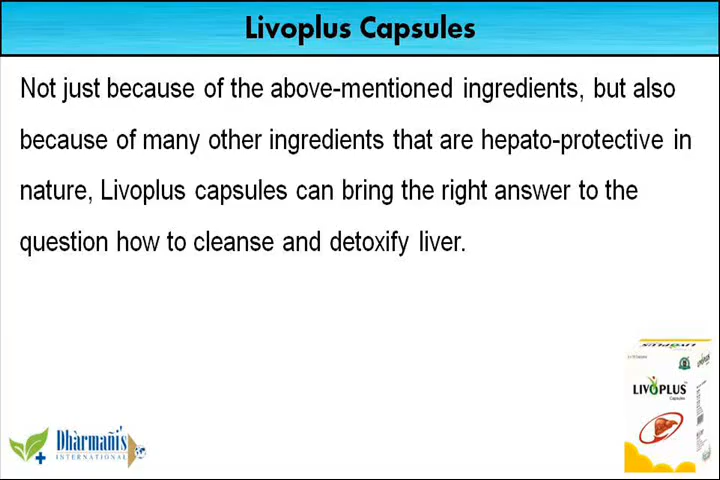 Livoplus Capsules
Not just because of the above-mentioned ingredients, but also
because of many other ingredients that are hepato-protective in
nature, Livoplus capsules can bring the right answer to the
question how to cleanse and detoxify liver.
LIVOPLUS
Capsules
Dhàrmañi's
INTERNATIONAL